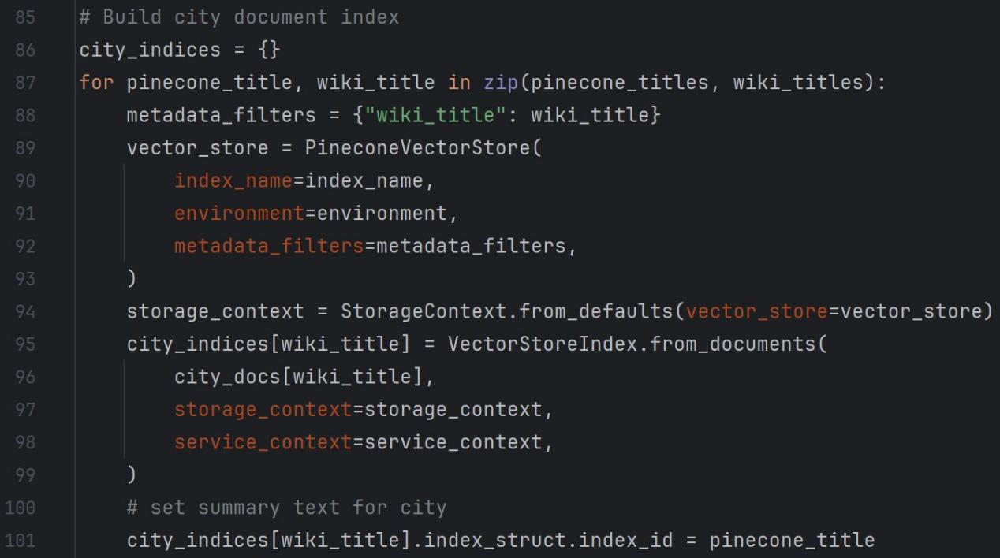 85 # Build city document index
86 city_indices = {}
87 for pinecone_title, wiki_title in zip(pinecone_titles, wiki_titles):
88     metadata_filters = {"wiki_title": wiki_title}
89     vector_store = PineconeVectorStore(
90         index_name=index_name,
91         environment=environment,
92         metadata_filters=metadata_filters,
93     )
94     storage_context = StorageContext.from_defaults(vector_store=vector_store)
95     city_indices[wiki_title] = VectorStoreIndex.from_documents(
96         city_docs[wiki_title],
97         storage_context=storage_context,
98         service_context=service_context,
99     )
100     # set summary text for city
101     city_indices[wiki_title].index_struct.index_id = pinecone_title